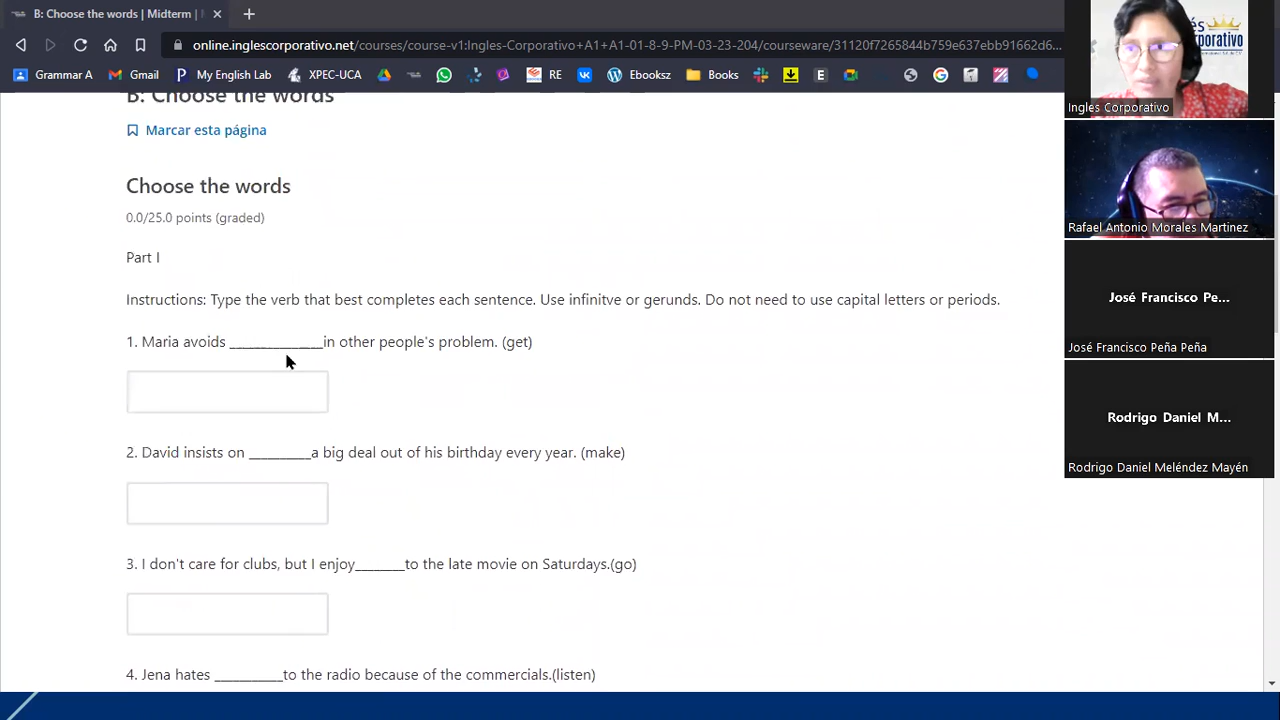 B: Choose the words | Midterm |
online.inglescorporativo.net/courses/course-v1:Ingles-Corporativo+A1+A1-01-8-9-PM-03-23-204/courseware/31120f7265844b759e637ebb91662d6...
Grammar A
Gmail
My English Lab
XPEC-UCA
RE
Ebooksz
Books
B: Choose the words
Marcar esta página
Choose the words
0.0/25.0 points (graded)
Part I
Instructions: Type the verb that best completes each sentence. Use infinitve or gerunds. Do not need to use capital letters or periods.
1. Maria avoids _______________in other people's problem. (get)
2. David insists on __________a big deal out of his birthday every year. (make)
3. I don't care for clubs, but I enjoy________to the late movie on Saturdays.(go)
4. Jena hates ___________to the radio because of the commercials.(listen)
és
orporativo
Ingles Corporativo
Rafael Antonio Morales Martinez
José Francisco Pe...
José Francisco Peña Peña
Rodrigo Daniel M...
Rodrigo Daniel Meléndez Mayén